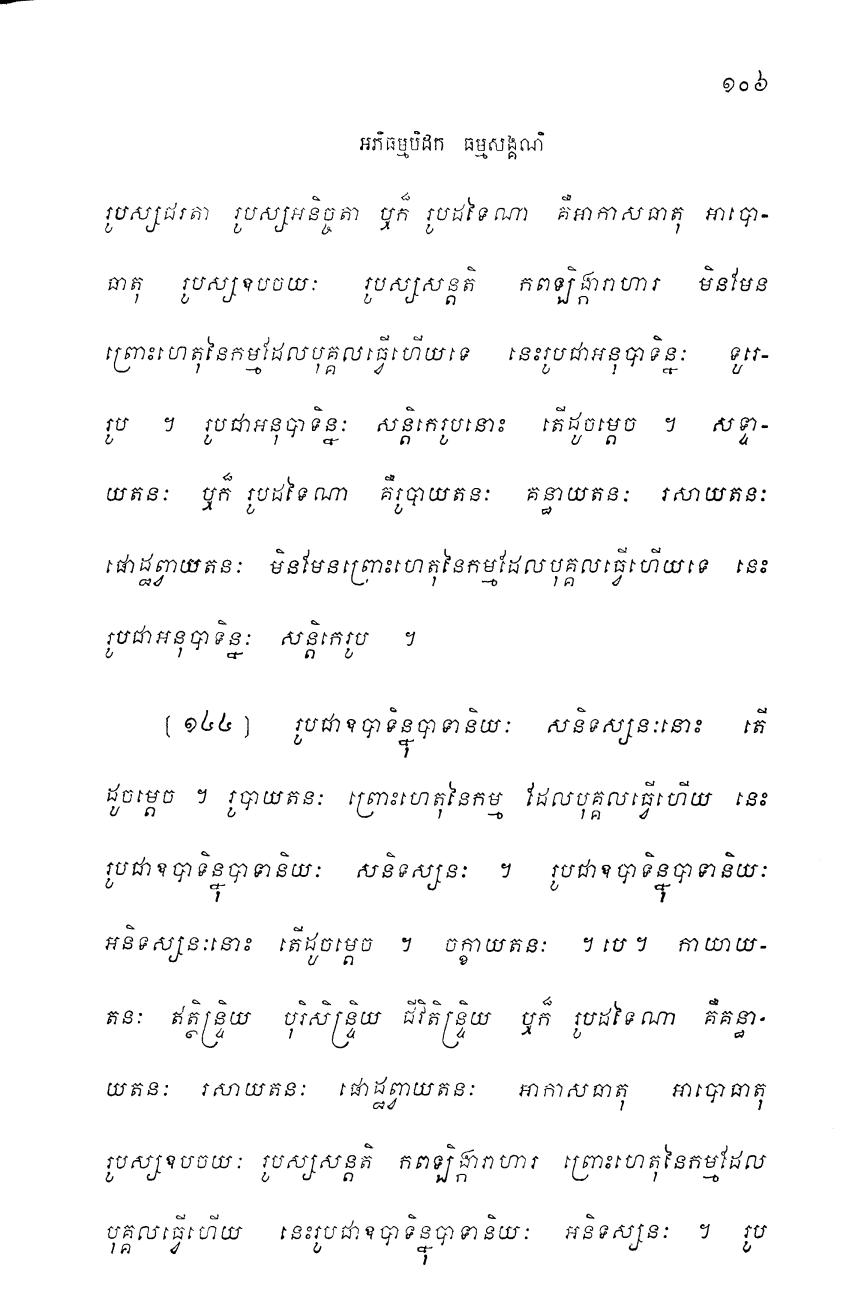 ១០៦
អភិធម្មបិដក ធម្មសង្គណិ
រូបស្សជរតា រូបស្សអនិច្ចតា ឬក៏ រូបដទៃណា គឺអាកាសធាតុ អាបោ-
ធាតុ រូបស្សឧបចយៈ រូបស្សសន្តតិ កពឡិង្ការាហារ មិនមែន
ព្រោះហេតុនៃកម្មដែលបុគ្គលធ្វើហើយទេ នេះរូបជាអនុបាទិន្នៈ ទូរេ-
រូប ។ រូបជាអនុបាទិន្នៈ សន្តិកេរូបនោះ តើដូចម្តេច ។ សទ្ទា-
យតនៈ ឬក៏ រូបដទៃណា គឺរូបាយតនៈ គន្ធាយតនៈ រសាយតនៈ
ផោដ្ឋព្វាយតនៈ មិនមែនព្រោះហេតុនៃកម្មដែលបុគ្គលធ្វើហើយទេ នេះ
រូបជាអនុបាទិន្នៈ សន្តិកេរូប ។
[១៤៤] រូបជាឧបាទិន្នុបាទានិយៈ សនិទស្សនៈនោះ តើ
ដូចម្តេច ។ រូបាយតនៈ ព្រោះហេតុនៃកម្ម ដែលបុគ្គលធ្វើហើយ នេះ
រូបជាឧបាទិន្នុបាទានិយៈ សនិទស្សនៈ ។ រូបជាឧបាទិន្នុបាទានិយៈ
អនិទស្សនៈនោះ តើដូចម្តេច ។ ចក្ខាយតនៈ ។បេ។ កាយាយ-
តនៈ ឥត្ថិន្ទ្រិយ បុរិសិន្ទ្រិយ ជីវិតិន្ទ្រិយ ឬក៏ រូបដទៃណា គឺគន្ធា-
យតនៈ រសាយតនៈ ផោដ្ឋព្វាយតនៈ អាកាសធាតុ អាបោធាតុ
រូបស្សឧបចយៈ រូបស្សសន្តតិ កពឡិង្ការាហារ ព្រោះហេតុនៃកម្មដែល
បុគ្គលធ្វើហើយ នេះរូបជាឧបាទិន្នុបាទានិយៈ អនិទស្សនៈ ។ រូប